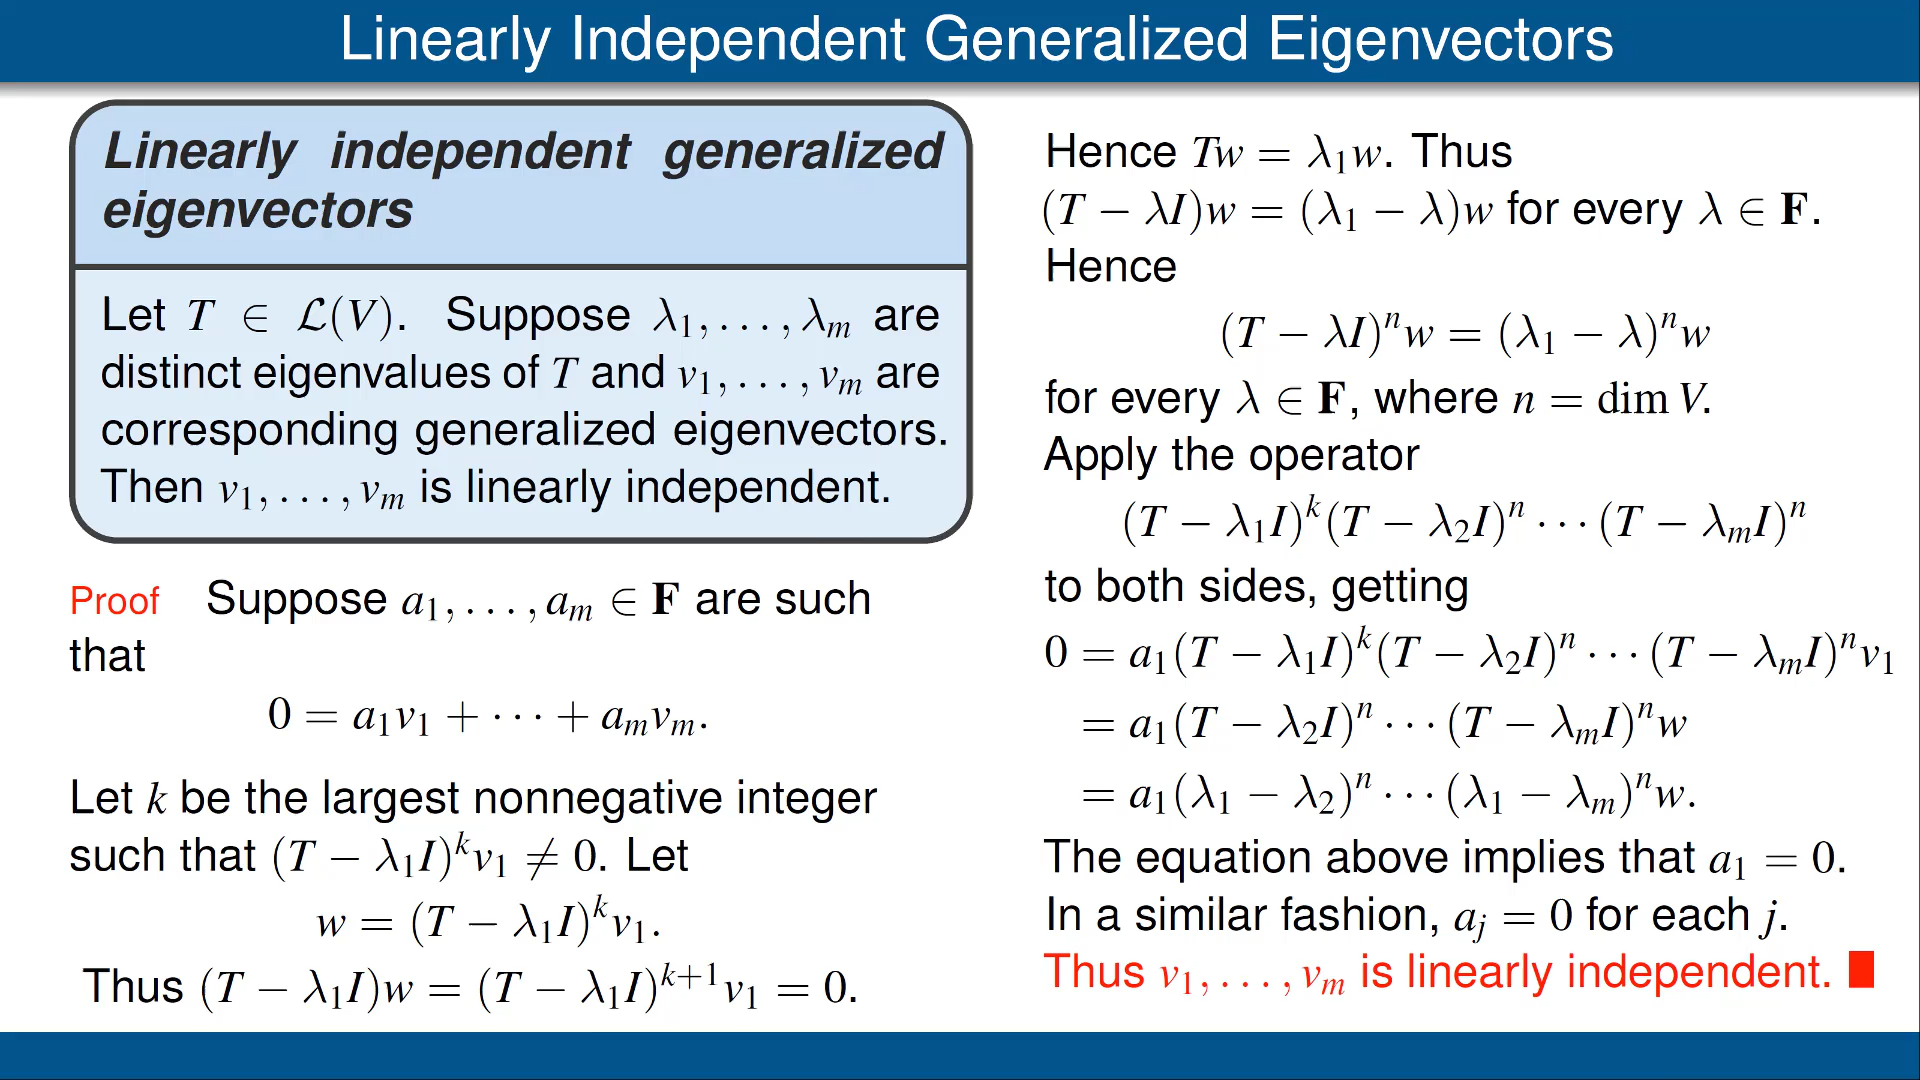 Linearly Independent Generalized Eigenvectors
Linearly independent generalized
eigenvectors
Let T ∈ ℒ(V). Suppose λ₁, . . . , λₘ are
distinct eigenvalues of T and v₁, . . . , vₘ are
corresponding generalized eigenvectors.
Then v₁, . . . , vₘ is linearly independent.
Proof Suppose a₁, . . . , aₘ ∈ F are such
that
0 = a₁v₁ + · · · + aₘvₘ.
Let k be the largest nonnegative integer
such that (T − λ₁I)ᵏv₁ ≠ 0. Let
w = (T − λ₁I)ᵏv₁.
Thus (T − λ₁I)w = (T − λ₁I)ᵏ⁺¹v₁ = 0.
Hence Tw = λ₁w. Thus
(T − λI)w = (λ₁ − λ)w for every λ ∈ F.
Hence
(T − λI)ⁿw = (λ₁ − λ)ⁿw
for every λ ∈ F, where n = dim V.
Apply the operator
(T − λ₁I)ᵏ(T − λ₂I)ⁿ · · · (T − λₘI)ⁿ
to both sides, getting
0 = a₁(T − λ₁I)ᵏ(T − λ₂I)ⁿ · · · (T − λₘI)ⁿv₁
= a₁(T − λ₂I)ⁿ · · · (T − λₘI)ⁿw
= a₁(λ₁ − λ₂)ⁿ · · · (λ₁ − λₘ)ⁿw.
The equation above implies that a₁ = 0.
In a similar fashion, aⱼ = 0 for each j.
Thus v₁, . . . , vₘ is linearly independent. ■